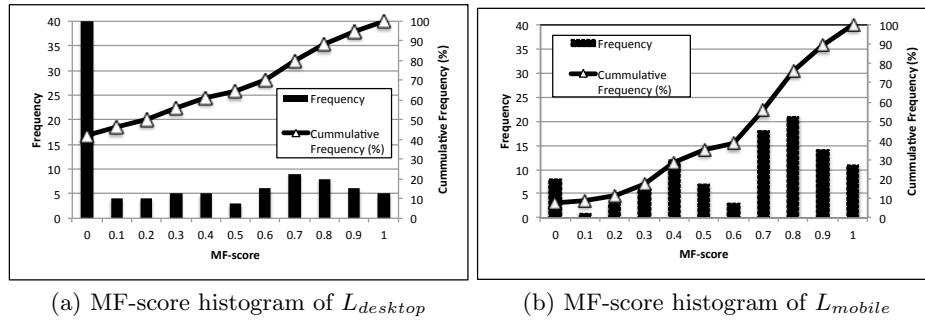 40
35
30
25
20
15
10
5
0
Frequency
100
90
80
70
60
50
40
30
20
10
0
Cummulative Frequency (%)
Frequency
Cummulative
Frequency (%)
0 0.1 0.2 0.3 0.4 0.5 0.6 0.7 0.8 0.9 1
MF-score
(a) MF-score histogram of L_desktop
40
35
30
25
20
15
10
5
0
Frequency
100
90
80
70
60
50
40
30
20
10
0
Cummulative Frequency (%)
Frequency
Cummulative
Frequency (%)
0 0.1 0.2 0.3 0.4 0.5 0.6 0.7 0.8 0.9 1
MF-score
(b) MF-score histogram of L_mobile